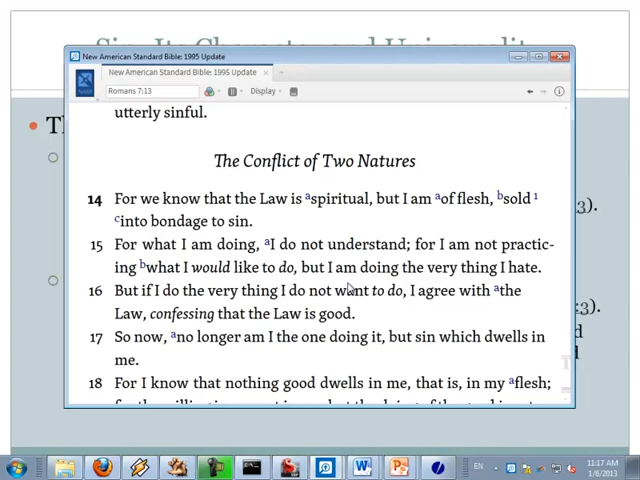 Sin: Its Character and Universality
New American Standard Bible: 1995 Update
New American Standard Bible: 1995 Update
Romans 7:13
Display
utterly sinful.
The Conflict of Two Natures
14 For we know that the Law is aspiritual, but I am aof flesh, bsold 1
cinto bondage to sin.
15 For what I am doing, aI do not understand; for I am not practic-
ing bwhat I would like to do, but I am doing the very thing I hate.
16 But if I do the very thing I do not want to do, I agree with athe
Law, confessing that the Law is good.
17 So now, ano longer am I the one doing it, but sin which dwells in
me.
18 For I know that nothing good dwells in me, that is, in my aflesh;
:3).
:3).
EN
11:17 AM
1/6/2013